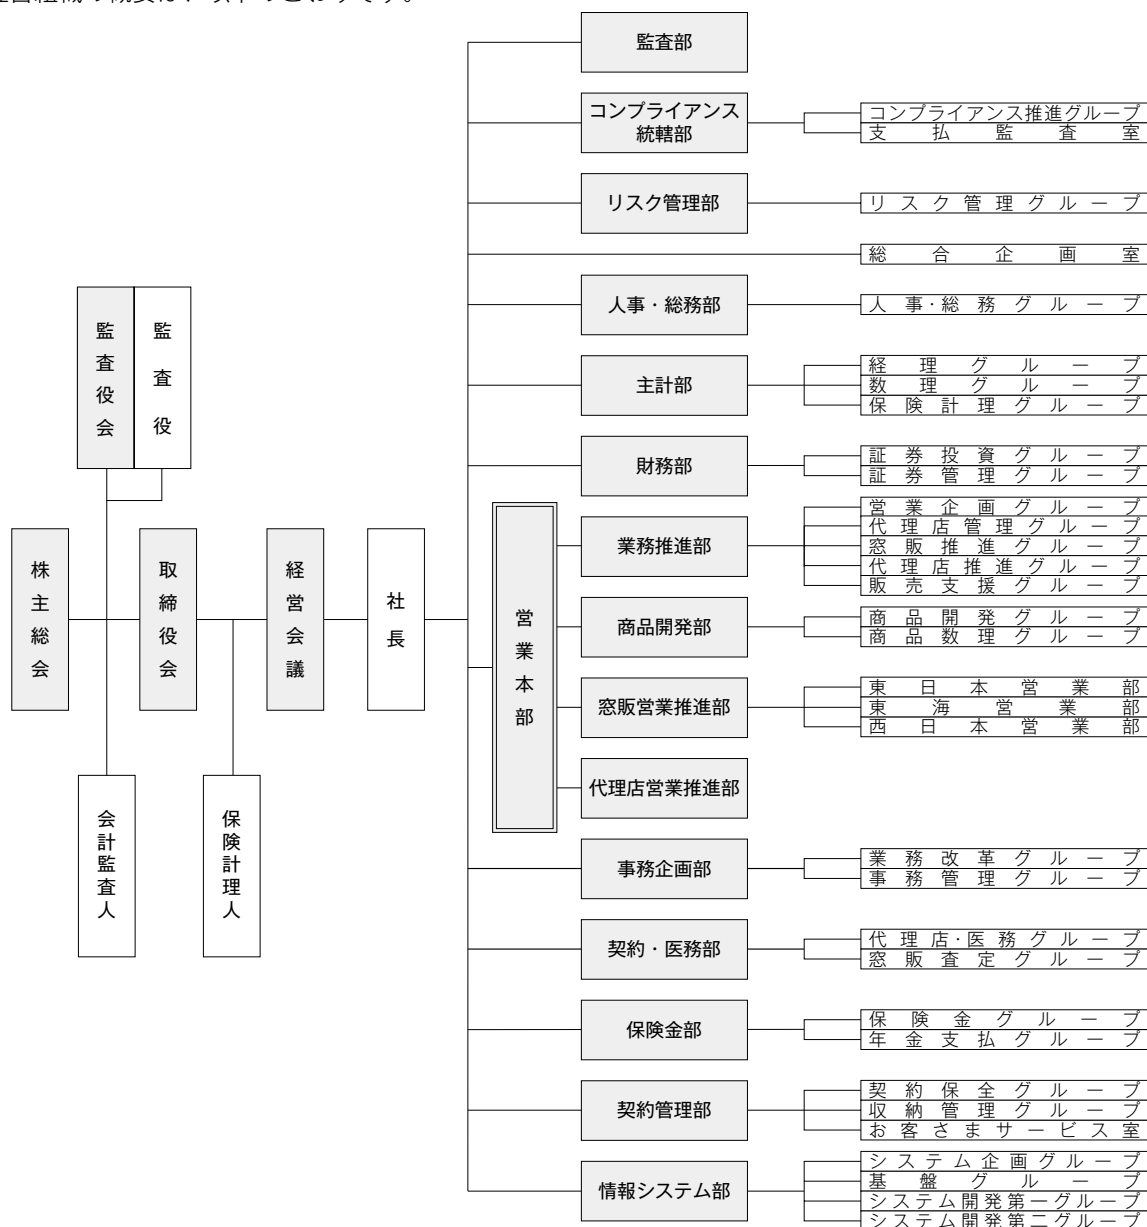 監査部
コンプライアンス
統轄部
コンプライアンス推進グループ
支払監査室
リスク管理部
リスク管理グループ
総合企画室
人事・総務部
人事・総務グループ
主計部
経理グループ
数理グループ
保険計理グループ
財務部
証券投資グループ
証券管理グループ
監査役会
監査役
株主総会
取締役会
経営会議
社長
会計監査人
保険計理人
営業本部
業務推進部
営業企画グループ
代理店管理グループ
窓販推進グループ
代理店推進グループ
販売支援グループ
商品開発部
商品開発グループ
商品数理グループ
窓販営業推進部
東日本営業部
東海営業部
西日本営業部
代理店営業推進部
事務企画部
業務改革グループ
事務管理グループ
契約・医務部
代理店・医務グループ
窓販査定グループ
保険金部
保険金グループ
年金支払グループ
契約管理部
契約保全グループ
収納管理グループ
お客さまサービス室
情報システム部
システム企画グループ
基盤グループ
システム開発第一グループ
システム開発第二グループ